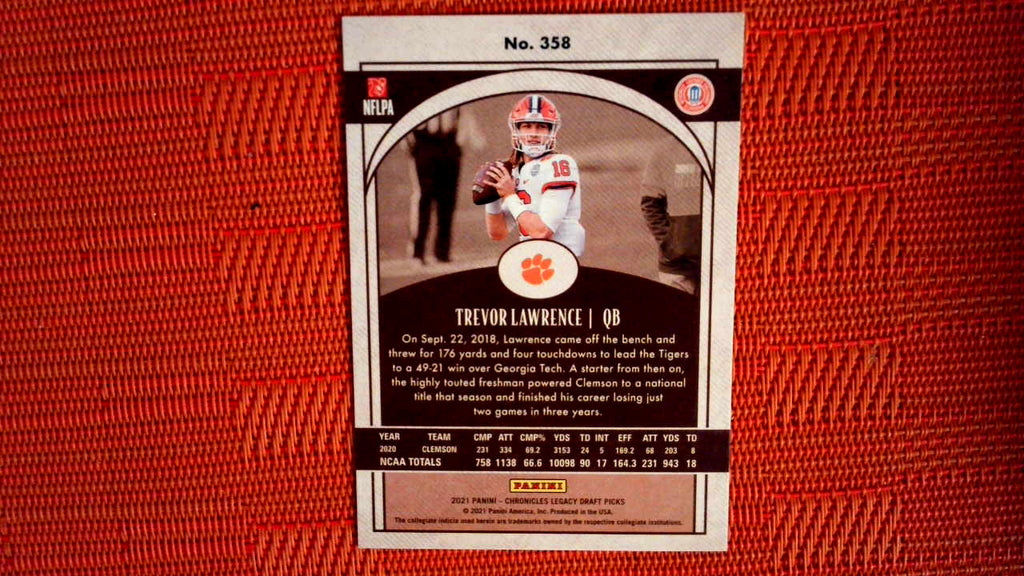 No. 358
NFLPA
16
TREVOR LAWRENCE | QB
On Sept. 22, 2018, Lawrence came off the bench and
threw for 176 yards and four touchdowns to lead the Tigers
to a 49-21 win over Georgia Tech. A starter from then on,
the highly touted freshman powered Clemson to a national
title that season and finished his career losing just
two games in three years.
YEAR TEAM CMP ATT CMP% YDS TD INT EFF ATT YDS TD
2020 CLEMSON 231 334 69.2 3153 24 5 169.2 68 203 8
NCAA TOTALS 758 1138 66.6 10098 90 17 164.3 231 943 18
PANINI
2021 PANINI – CHRONICLES LEGACY DRAFT PICKS
© 2021 Panini America, Inc. Produced in the USA.
The collegiate indicia used herein are trademarks owned by the respective collegiate institutions.